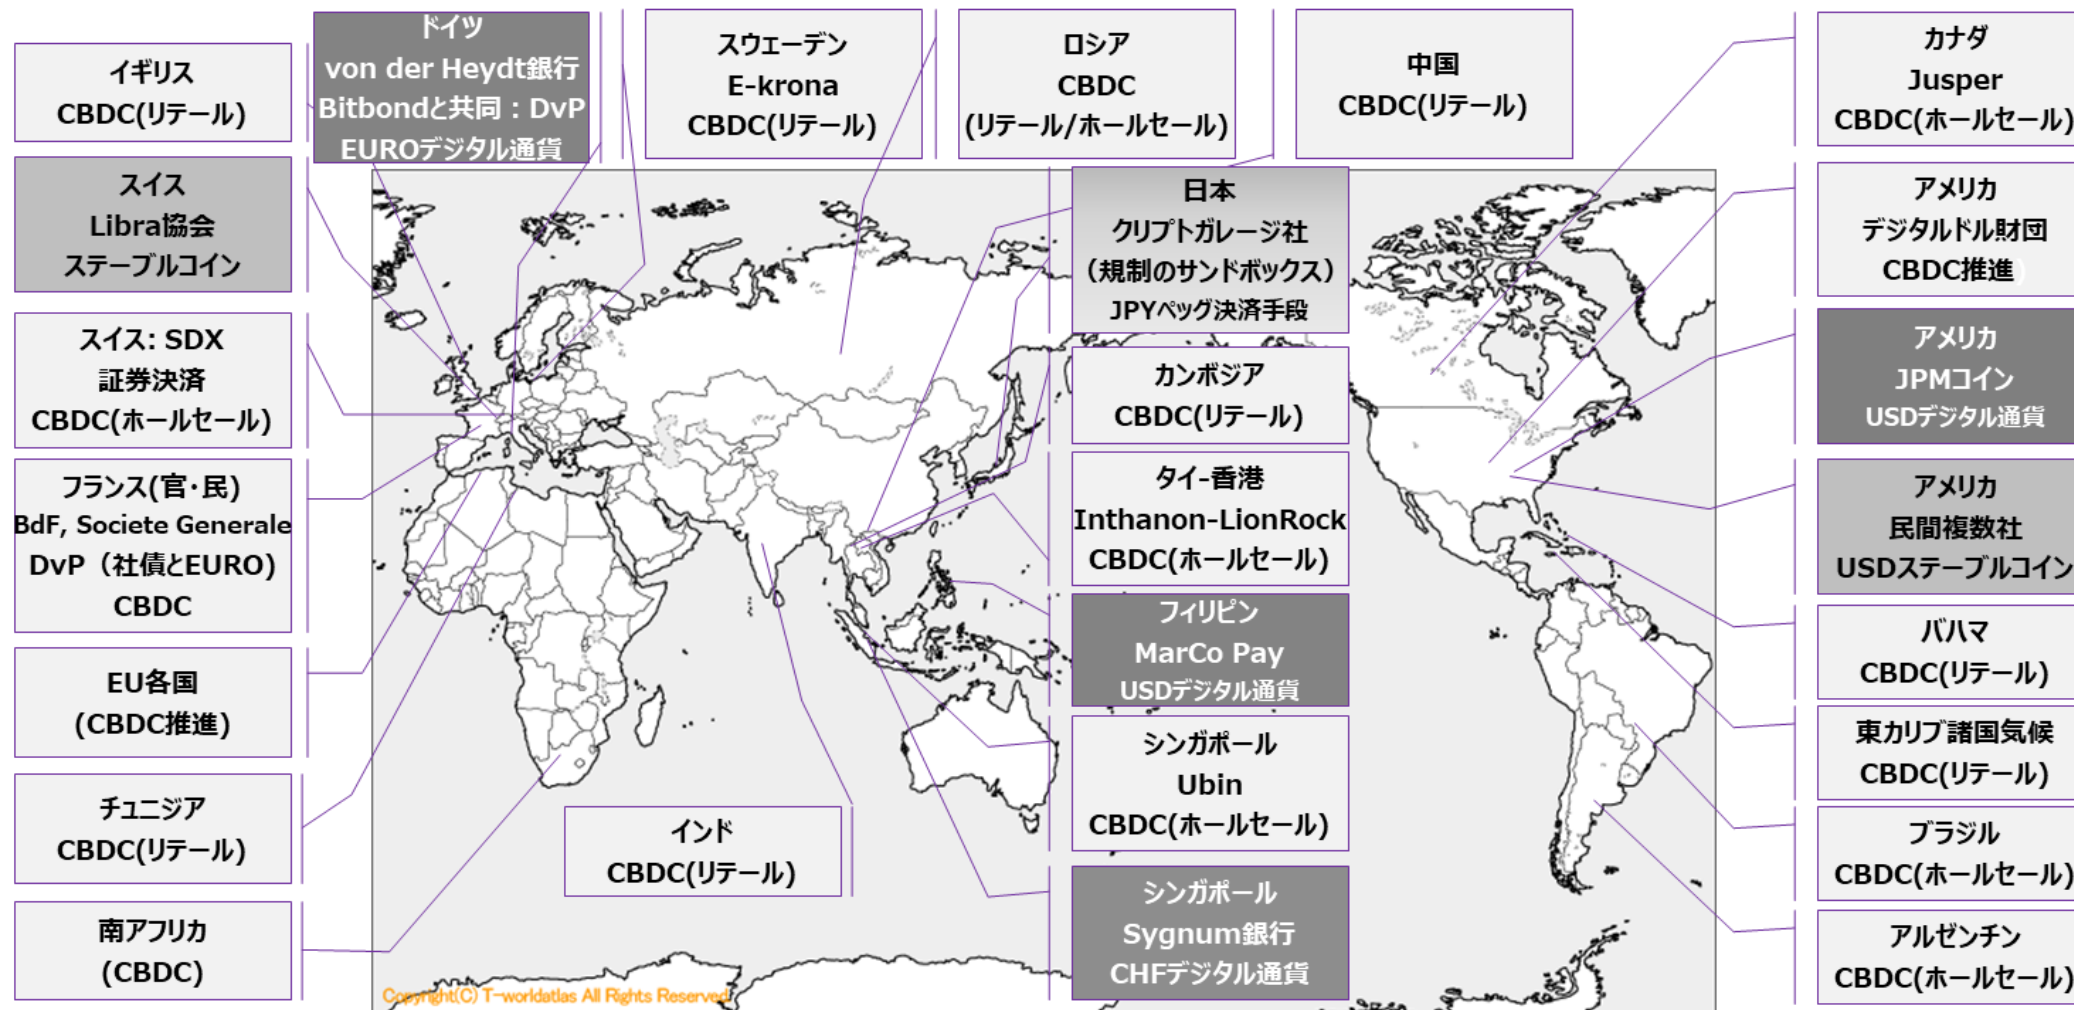 イギリス
CBDC(リテール)
スイス
Libra協会
ステーブルコイン
スイス: SDX
証券決済
CBDC(ホールセール)
フランス(官・民)
BdF, Societe Generale
DvP（社債とEURO）
CBDC
EU各国
(CBDC推進)
チュニジア
CBDC(リテール)
南アフリカ
(CBDC)
ドイツ
von der Heydt銀行
Bitbondと共同：DvP
EUROデジタル通貨
スウェーデン
E-krona
CBDC(リテール)
ロシア
CBDC
(リテール/ホールセール)
中国
CBDC(リテール)
日本
クリプトガレージ社
（規制のサンドボックス）
JPYペッグ決済手段
カンボジア
CBDC(リテール)
タイ-香港
Inthanon-LionRock
CBDC(ホールセール)
フィリピン
MarCo Pay
USDデジタル通貨
シンガポール
Ubin
CBDC(ホールセール)
シンガポール
Sygnum銀行
CHFデジタル通貨
インド
CBDC(リテール)
カナダ
Jusper
CBDC(ホールセール)
アメリカ
デジタルドル財団
CBDC推進)
アメリカ
JPMコイン
USDデジタル通貨
アメリカ
民間複数社
USDステーブルコイン
バハマ
CBDC(リテール)
東カリブ諸国気候
CBDC(リテール)
ブラジル
CBDC(ホールセール)
アルゼンチン
CBDC(ホールセール)
Copyright(C) T-worldatlas All Rights Reserved